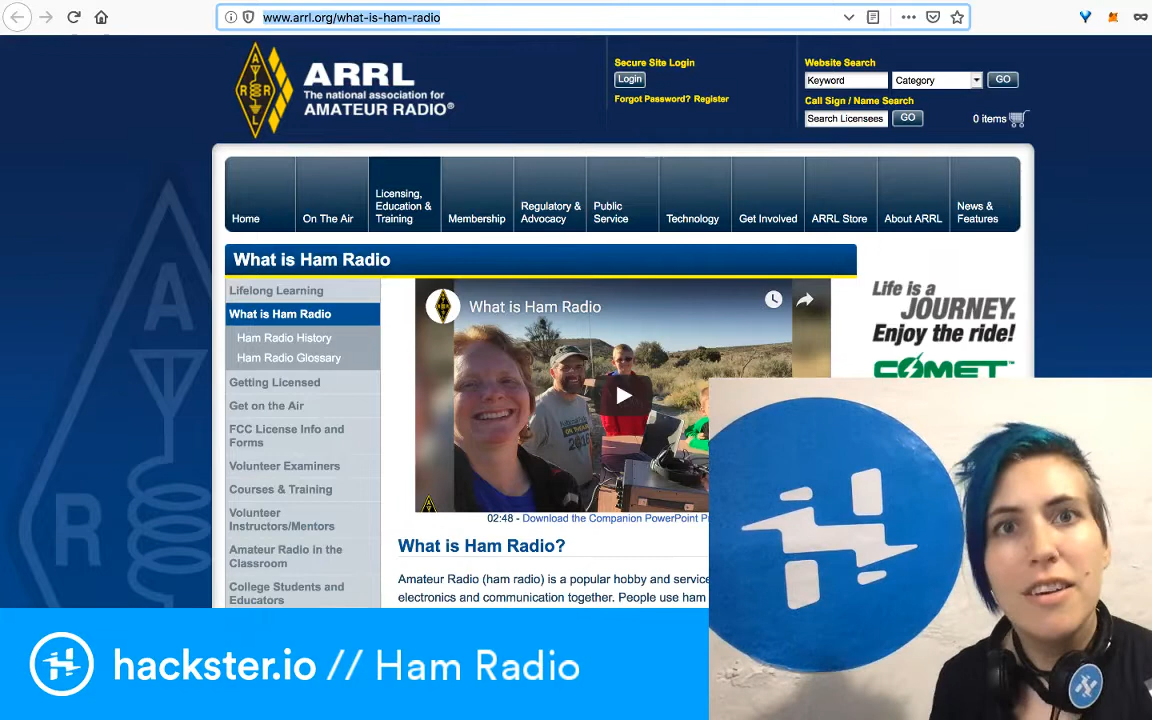 www.arrl.org/what-is-ham-radio
ARRL
The national association for
AMATEUR RADIO®
Secure Site Login
Login
Forgot Password? Register
Website Search
Keyword
Category
GO
Call Sign / Name Search
Search Licensees
GO
0 items
Home
On The Air
Licensing,
Education &
Training
Membership
Regulatory &
Advocacy
Public
Service
Technology
Get Involved
ARRL Store
About ARRL
News &
Features
What is Ham Radio
Lifelong Learning
What is Ham Radio
Ham Radio History
Ham Radio Glossary
Getting Licensed
Get on the Air
FCC License Info and
Forms
Volunteer Examiners
Courses & Training
Volunteer
Instructors/Mentors
Amateur Radio in the
Classroom
College Students and
Educators
What is Ham Radio
02:48 - Download the Companion PowerPoint Pr
What is Ham Radio?
Amateur Radio (ham radio) is a popular hobby and service
electronics and communication together. People use ham
Life is a
JOURNEY.
Enjoy the ride!
COMET
A
R R
L
A
R
hackster.io // Ham Radio